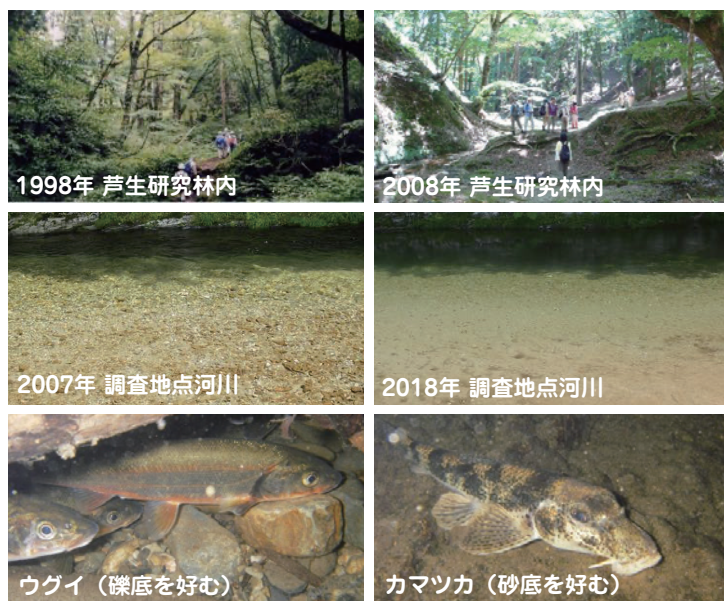 1998年 芦生研究林内
2008年 芦生研究林内
2007年 調査地点河川
2018年 調査地点河川
ウグイ（礫底を好む）
カマツカ（砂底を好む）